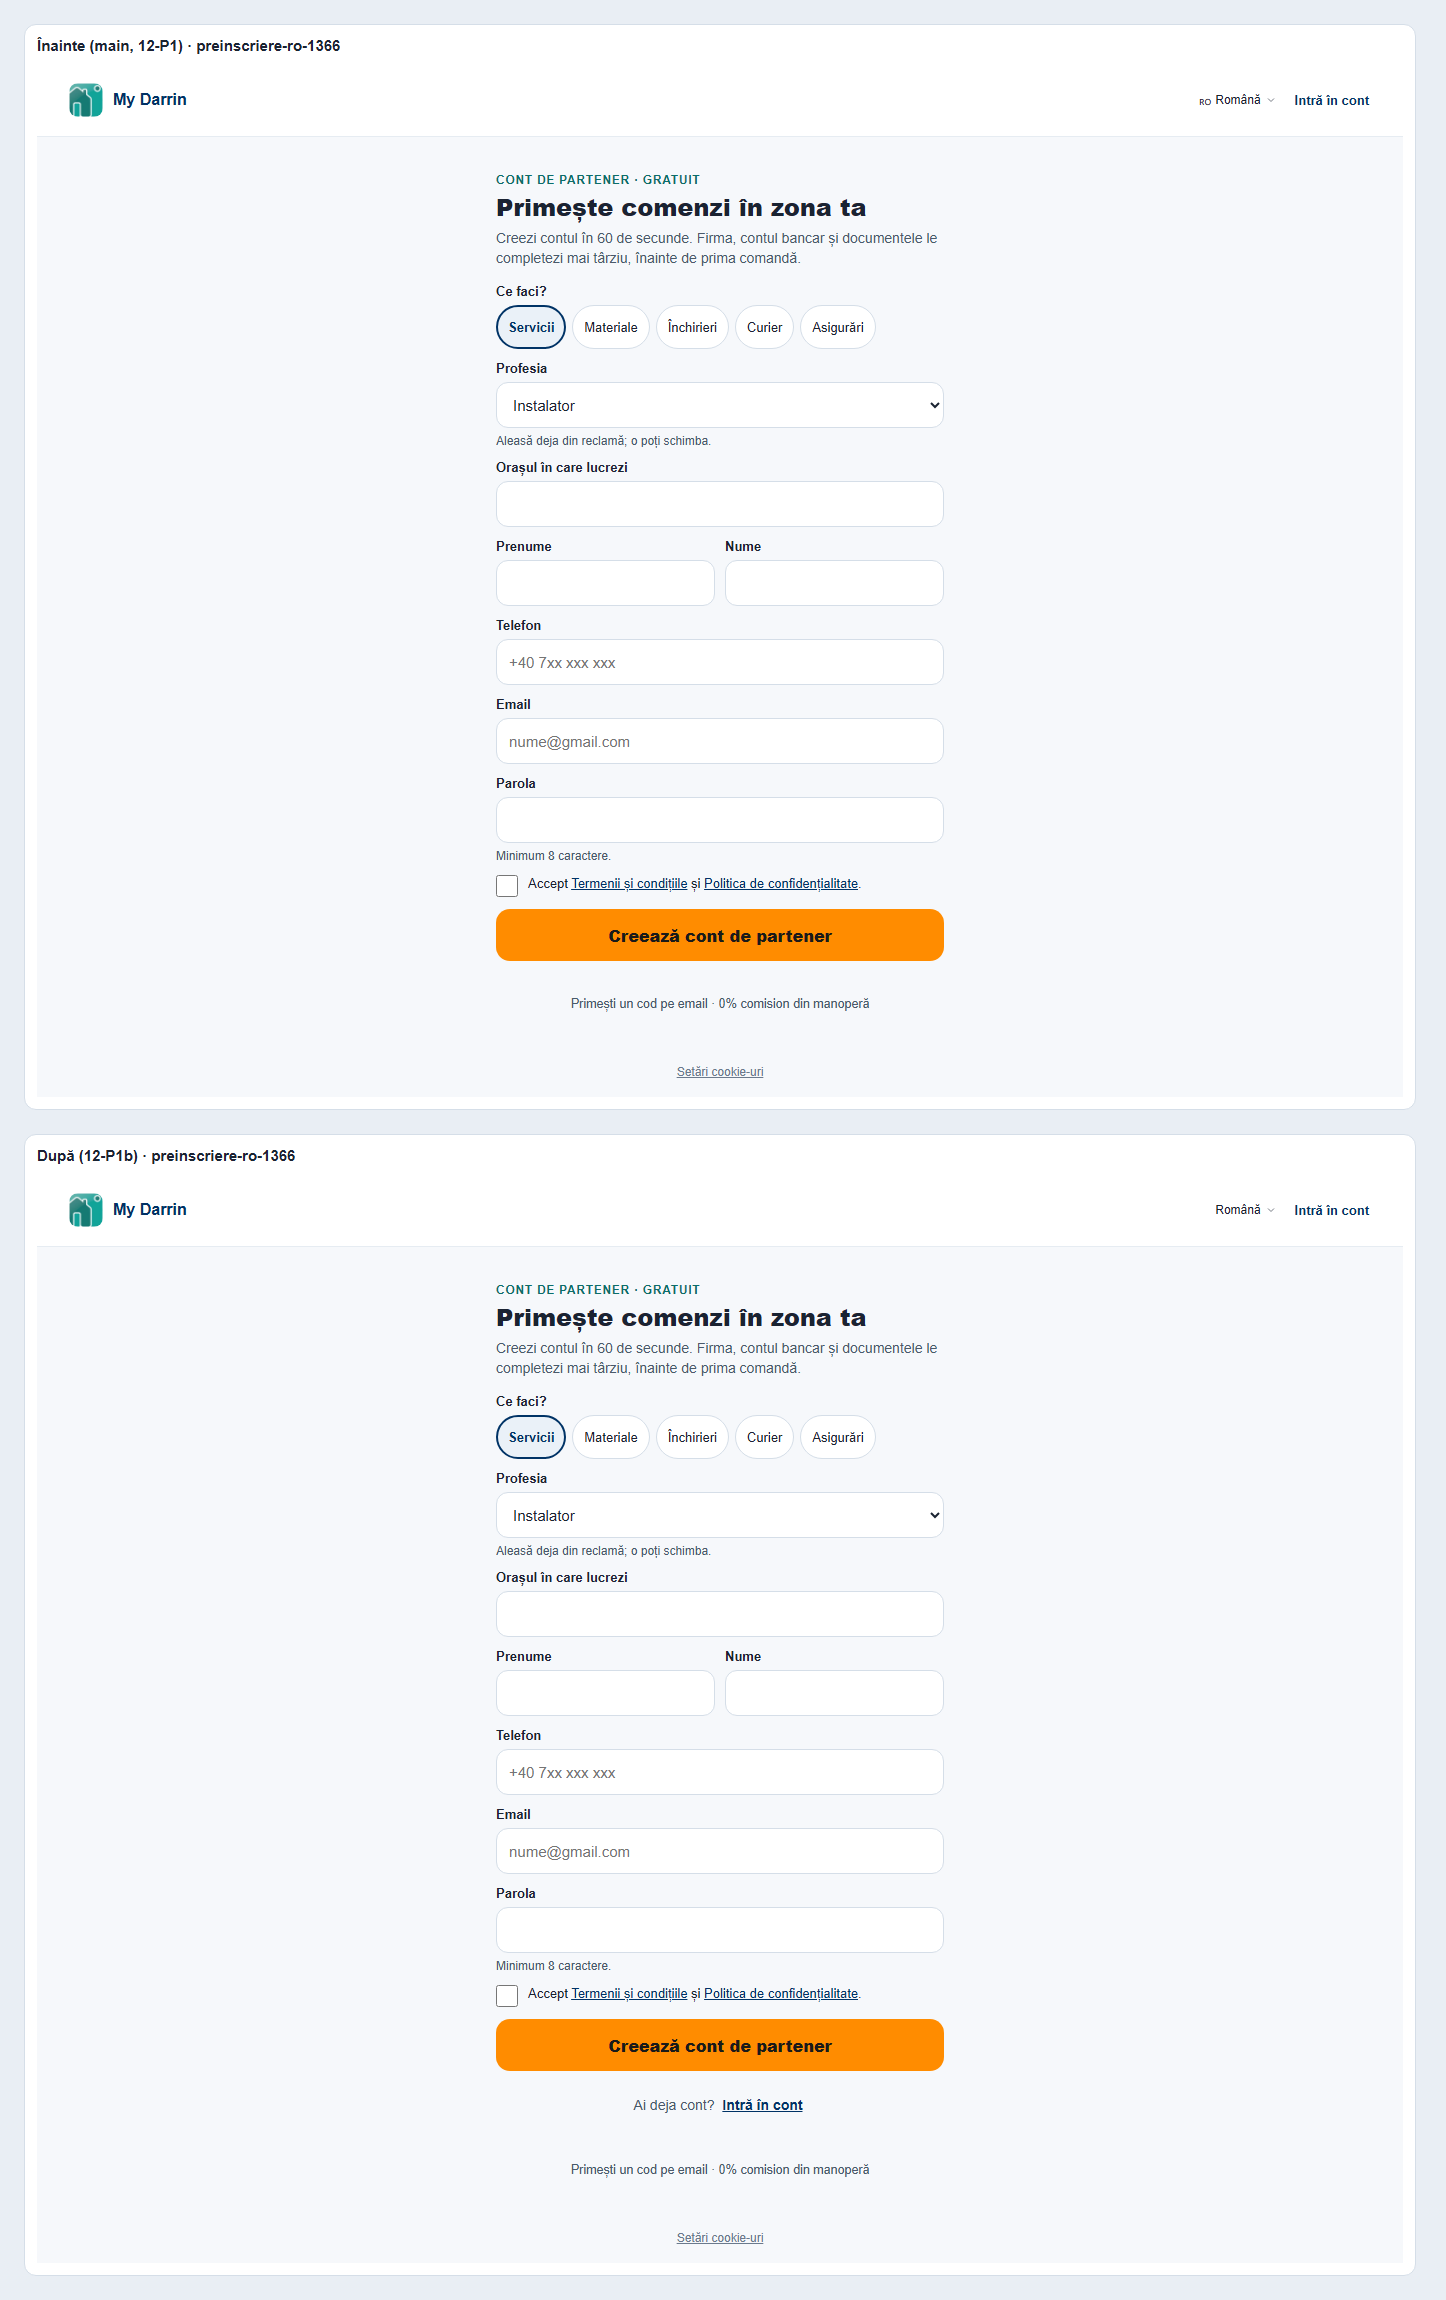 Înainte (main, 12-P1) · preinscriere-ro-1366
My Darrin
RO Română
Intră în cont
CONT DE PARTENER · GRATUIT
Primește comenzi în zona ta
Creezi contul în 60 de secunde. Firma, contul bancar și documentele le
completezi mai târziu, înainte de prima comandă.
Ce faci?
Servicii
Materiale
Închirieri
Curier
Asigurări
Profesia
Instalator
Aleasă deja din reclamă; o poți schimba.
Orașul în care lucrezi
Prenume
Nume
Telefon
+40 7xx xxx xxx
Email
nume@gmail.com
Parola
Minimum 8 caractere.
Accept Termenii și condițiile și Politica de confidențialitate.
Creează cont de partener
Primești un cod pe email · 0% comision din manoperă
Setări cookie-uri
După (12-P1b) · preinscriere-ro-1366
My Darrin
Română
Intră în cont
CONT DE PARTENER · GRATUIT
Primește comenzi în zona ta
Creezi contul în 60 de secunde. Firma, contul bancar și documentele le
completezi mai târziu, înainte de prima comandă.
Ce faci?
Servicii
Materiale
Închirieri
Curier
Asigurări
Profesia
Instalator
Aleasă deja din reclamă; o poți schimba.
Orașul în care lucrezi
Prenume
Nume
Telefon
+40 7xx xxx xxx
Email
nume@gmail.com
Parola
Minimum 8 caractere.
Accept Termenii și condițiile și Politica de confidențialitate.
Creează cont de partener
Ai deja cont? Intră în cont
Primești un cod pe email · 0% comision din manoperă
Setări cookie-uri